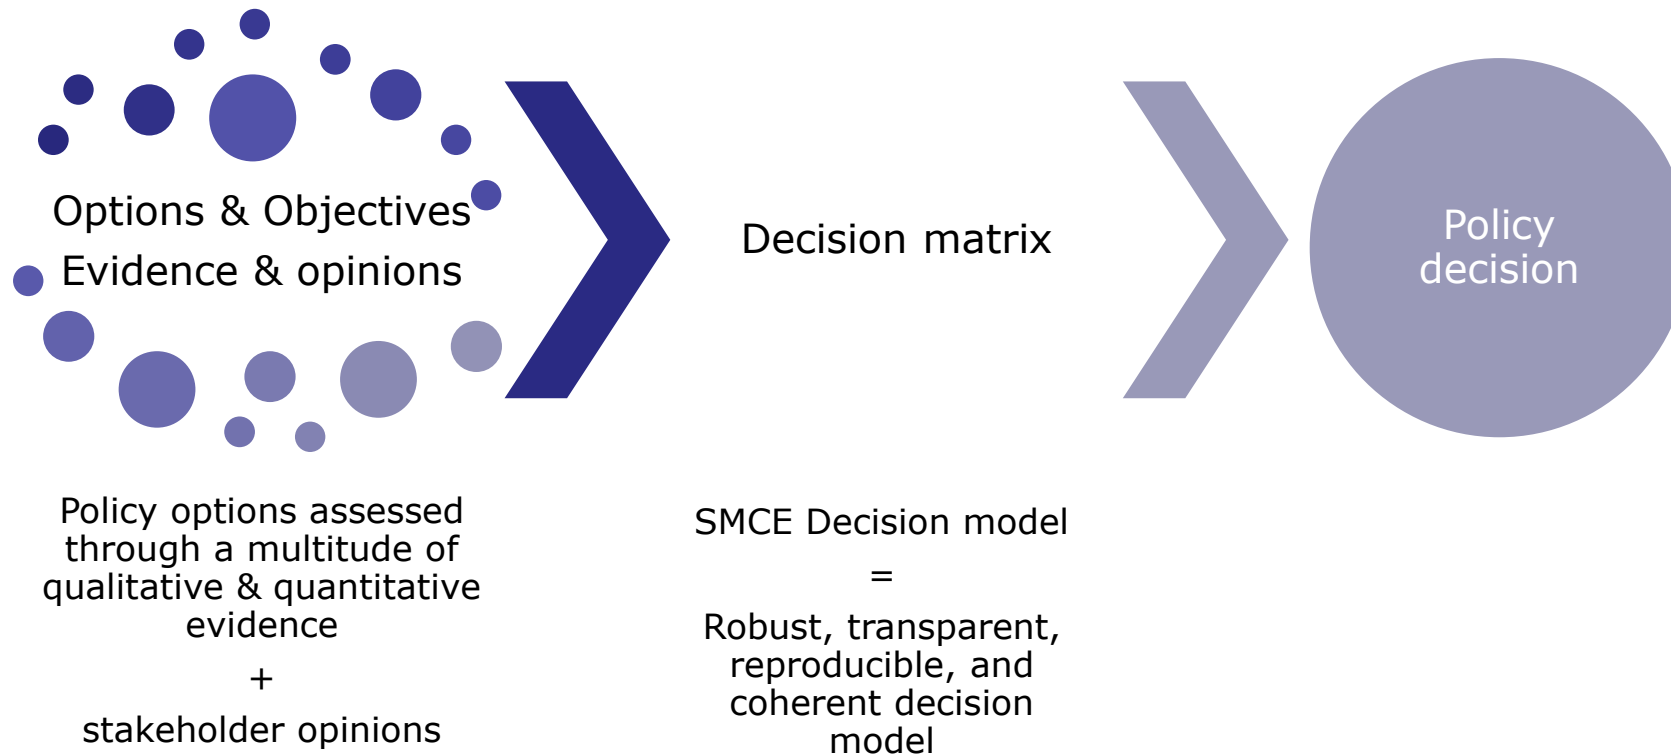 Options & Objectives
Evidence & opinions
Decision matrix
Policy
decision
Policy options assessed
through a multitude of
qualitative & quantitative
evidence
+
stakeholder opinions
SMCE Decision model
=
Robust, transparent,
reproducible, and
coherent decision
model